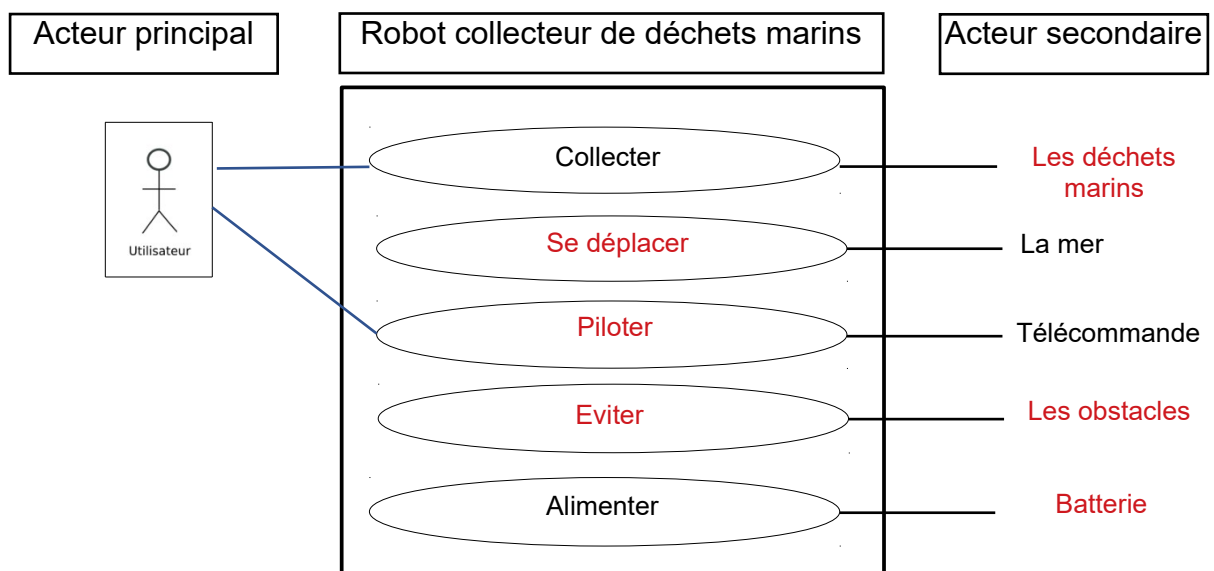 Acteur principal
Robot collecteur de déchets marins
Acteur secondaire
Utilisateur
Collecter
Les déchets
marins
Se déplacer
La mer
Piloter
Télécommande
Eviter
Les obstacles
Alimenter
Batterie